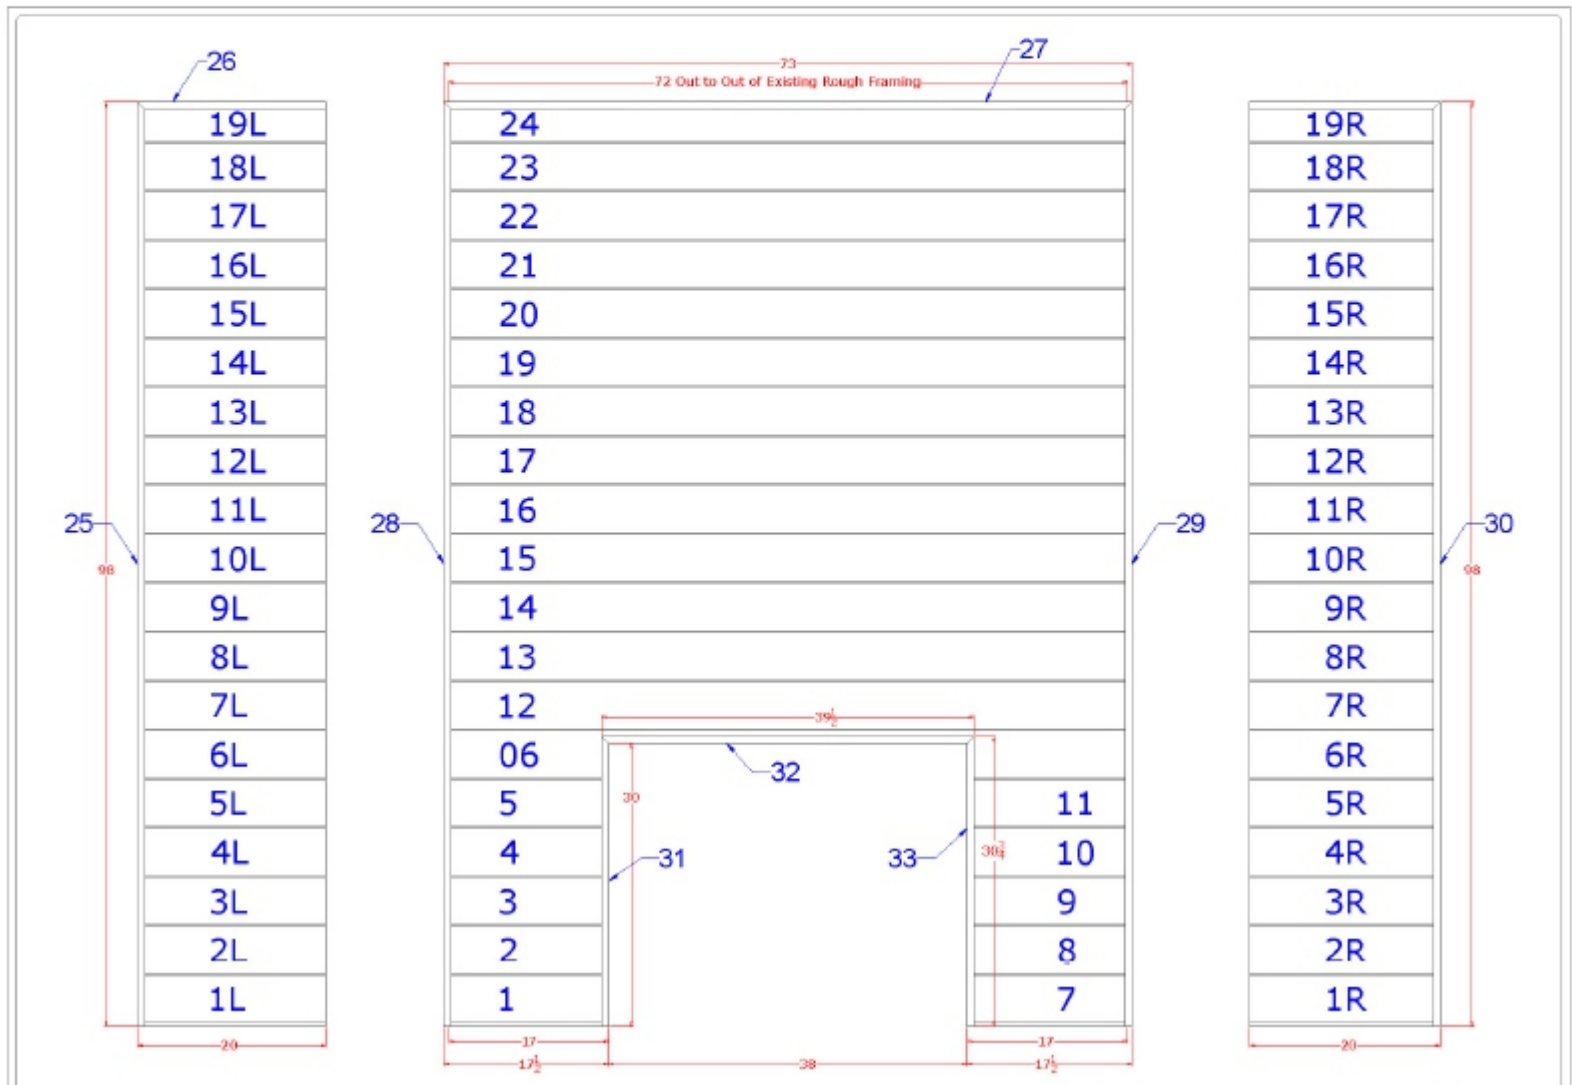 26
27
73
72 Out to Out of Existing Rough Framing
19L 24 19R
18L 23 18R
17L 22 17R
16L 21 16R
15L 20 15R
14L 19 14R
13L 18 13R
12L 17 12R
11L 16 11R
25 28 29 30
10L 15 10R
98 98
9L 14 9R
8L 13 8R
7L 12 7R
39½
6L 06 6R
32
5L 5 30 11 5R
4L 4 31 33 30¾ 10 4R
3L 3 9 3R
2L 2 8 2R
1L 1 7 1R
20 17 17 20
17½ 38 17½